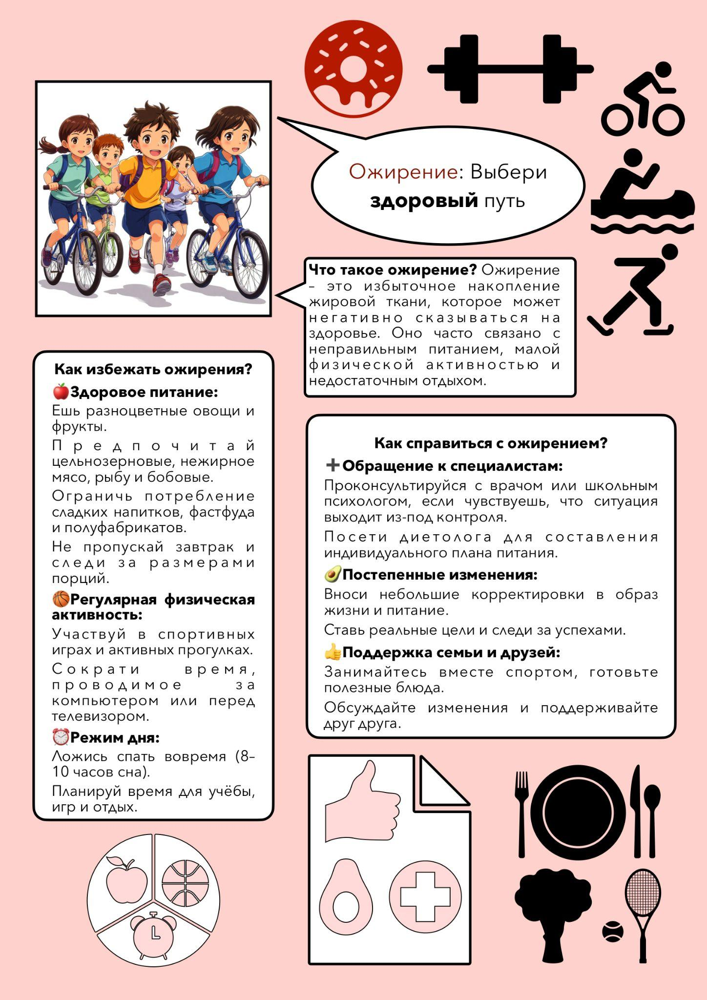 Ожирение: Выбери
здоровый путь
Что такое ожирение? Ожирение
– это избыточное накопление
жировой ткани, которое может
негативно сказываться на
здоровье. Оно часто связано с
неправильным питанием, малой
физической активностью и
недостаточным отдыхом.
Как избежать ожирения?
🍎Здоровое питание:
Ешь разноцветные овощи и
фрукты.
Предпочитай
цельнозерновые, нежирное
мясо, рыбу и бобовые.
Ограничь потребление
сладких напитков, фастфуда
и полуфабрикатов.
Не пропускай завтрак и
следи за размерами
порций.
🏀Регулярная физическая
активность:
Участвуй в спортивных
играх и активных прогулках.
Сократи время,
проводимое за
компьютером или перед
телевизором.
⏰Режим дня:
Ложись спать вовремя (8–
10 часов сна).
Планируй время для учёбы,
игр и отдых.
Как справиться с ожирением?
➕Обращение к специалистам:
Проконсультируйся с врачом или школьным
психологом, если чувствуешь, что ситуация
выходит из-под контроля.
Посети диетолога для составления
индивидуального плана питания.
🥑Постепенные изменения:
Вноси небольшие корректировки в образ
жизни и питание.
Ставь реальные цели и следи за успехами.
👍Поддержка семьи и друзей:
Занимайтесь вместе спортом, готовьте
полезные блюда.
Обсуждайте изменения и поддерживайте
друг друга.